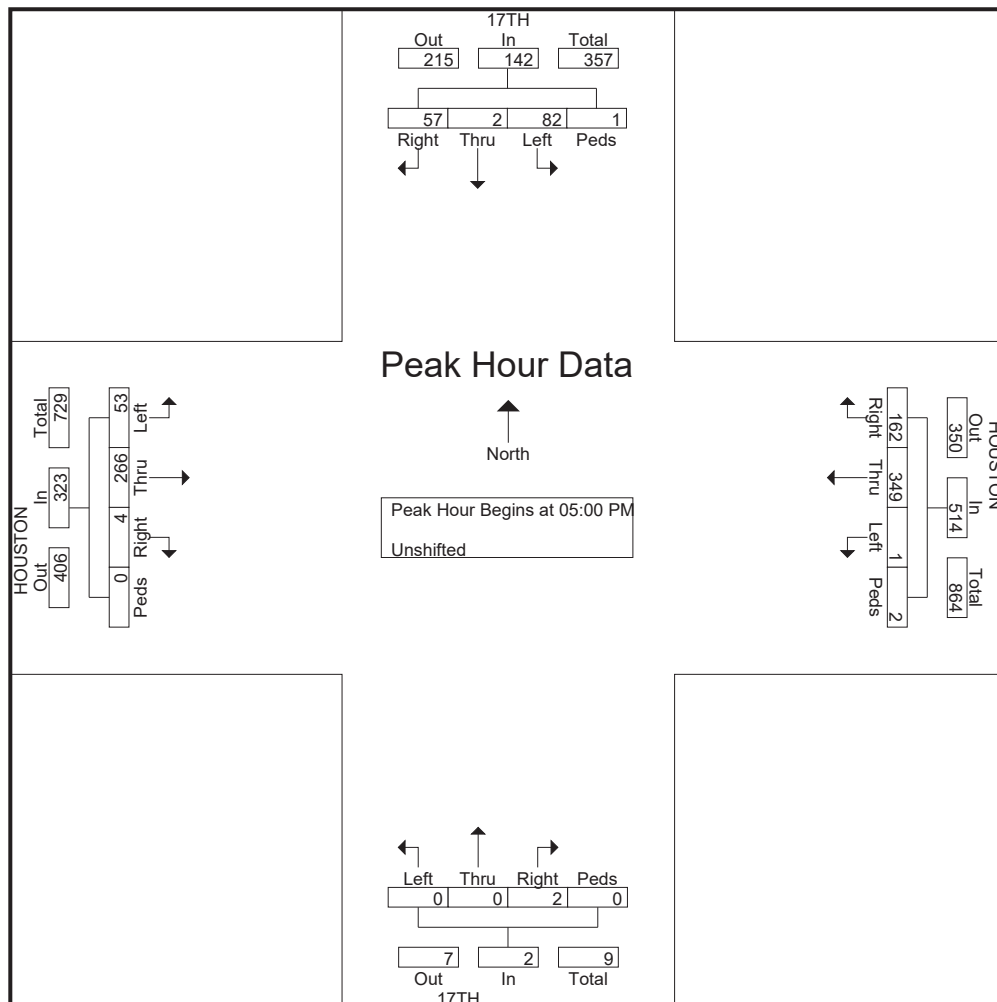 17TH
Out In Total
215 142 357
57 2 82 1
Right Thru Left Peds
Peak Hour Data
North
Peak Hour Begins at 05:00 PM
Unshifted
HOUSTON
Out In Total
406 323 729
53 266 4 0
Left Thru Right Peds
HOUSTON
Out In Total
350 514 864
162 349 1 2
Right Thru Left Peds
Left Thru Right Peds
0 0 2 0
7 2 9
Out In Total
17TH